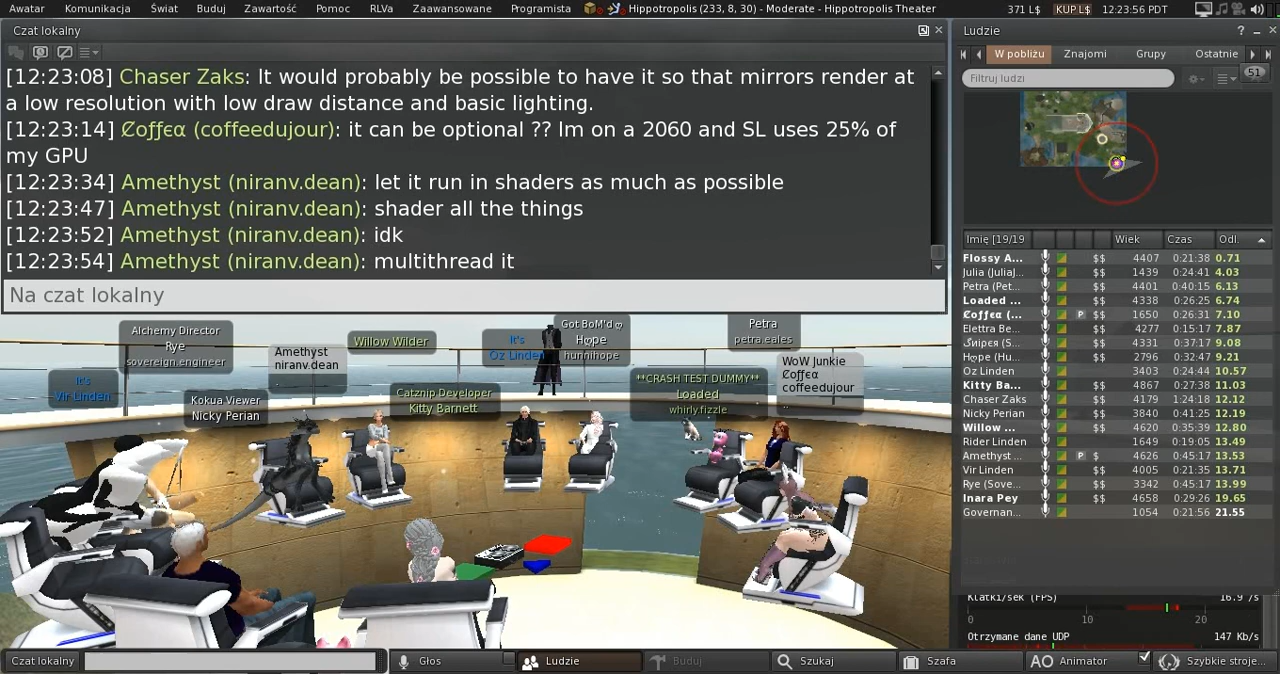 Awatar Komunikacja Świat Buduj Zawartość Pomoc RLVa Zaawansowane Programista Hippotropolis (233, 8, 30) - Moderate - Hippotropolis Theater 371 L$ KUP L$ 12:23:56 PDT
Czat lokalny
[12:23:08] Chaser Zaks: It would probably be possible to have it so that mirrors render at
a low resolution with low draw distance and basic lighting.
[12:23:14] Ȼoƒƒєα (coffeedujour): it can be optional ?? Im on a 2060 and SL uses 25% of
my GPU
[12:23:34] Amethyst (niranv.dean): let it run in shaders as much as possible
[12:23:47] Amethyst (niranv.dean): shader all the things
[12:23:52] Amethyst (niranv.dean): idk
[12:23:54] Amethyst (niranv.dean): multithread it
Na czat lokalny
Alchemy Director
Rye
sovereign.engineer
It's
Vir Linden
Kokua Viewer
Nicky Perian
Amethyst
niranv.dean
Willow Wilder
Catznip Developer
Kitty Barnett
It's
Oz Linden
Got BoM'd ღ
Hღpe
hunnihope
**CRASH TEST DUMMY**
Loaded
whirly.fizzle
Petra
petra.eales
WoW Junkie
Ȼoƒƒєα
coffeedujour
Ludzie
W pobliżu Znajomi Grupy Ostatnie
Filtruj ludzi
51
Imię [19/19 Wiek Czas Odl.
Flossy A... $$ 4407 0:21:38 0.71
Julia (JuliaJ... $$ 1439 0:24:41 4.03
Petra (Pet... $$ 4401 0:40:15 6.13
Loaded ... $$ 4338 0:26:25 6.74
Ȼoƒƒєα (... P $$ 1650 0:26:31 7.10
Elettra Be... 4277 0:15:17 7.87
(S... $$ 4331 0:37:17 9.08
Hღpe (Hu... $$ 2796 0:32:47 9.21
Oz Linden 3403 0:24:44 10.57
Kitty Ba... $$ 4867 0:27:38 11.03
Chaser Zaks $$ 4179 1:24:18 12.12
Nicky Perian $$ 3840 0:41:25 12.19
Willow ... $$ 4620 0:35:39 12.80
Rider Linden 1649 0:19:05 13.49
Amethyst ... P $ 4626 0:45:17 13.53
Vir Linden $$ 4005 0:21:35 13.71
Rye (Sove... $$ 3342 0:45:17 13.99
Inara Pey $$ 4658 0:29:26 19.65
Governan... 1054 0:21:56 21.55
Klatki/sek (FPS) 16.9 /s
0 10 20
Otrzymane dane UDP 147 Kb/s
Czat lokalny Głos Ludzie Buduj Szukaj Szafa AO Animator Szybkie stroje...